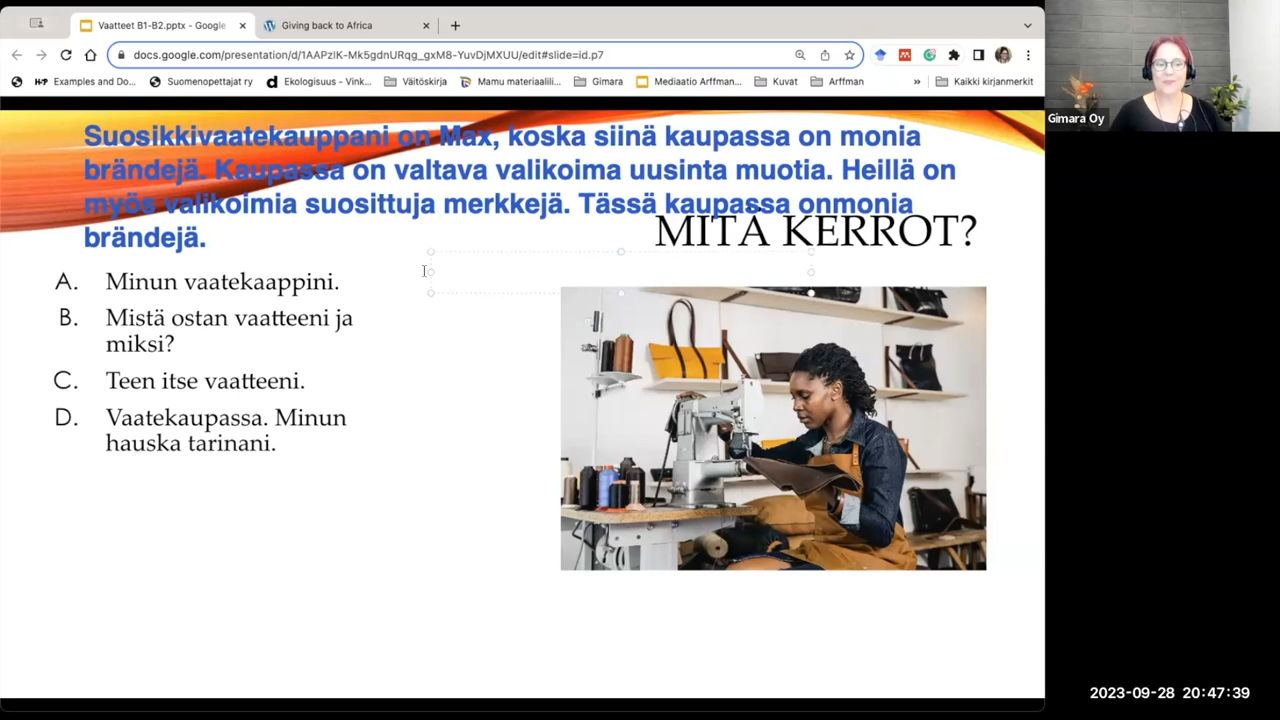 Vaatteet B1-B2.pptx - Google
Giving back to Africa
docs.google.com/presentation/d/1AAPzIK-Mk5gdnURqg_gxM8-YuvDjMXUU/edit#slide=id.p7
Examples and Do...
Suomenopettajat ry
Ekologisuus - Vink...
Väitöskirja
Mamu materiaalili...
Gimara
Mediaatio Arffman...
Kuvat
Arffman
»
Kaikki kirjanmerkit
Gimara Oy
Suosikkivaatekauppani on Max, koska siinä kaupassa on monia
brändejä. Kaupassa on valtava valikoima uusinta muotia. Heillä on
myös valikoimia suosittuja merkkejä. Tässä kaupassa onmonia
brändejä.
MITÄ KERROT?
A. Minun vaatekaappini.
B. Mistä ostan vaatteeni ja
miksi?
C. Teen itse vaatteeni.
D. Vaatekaupassa. Minun
hauska tarinani.
2023-09-28 20:47:39